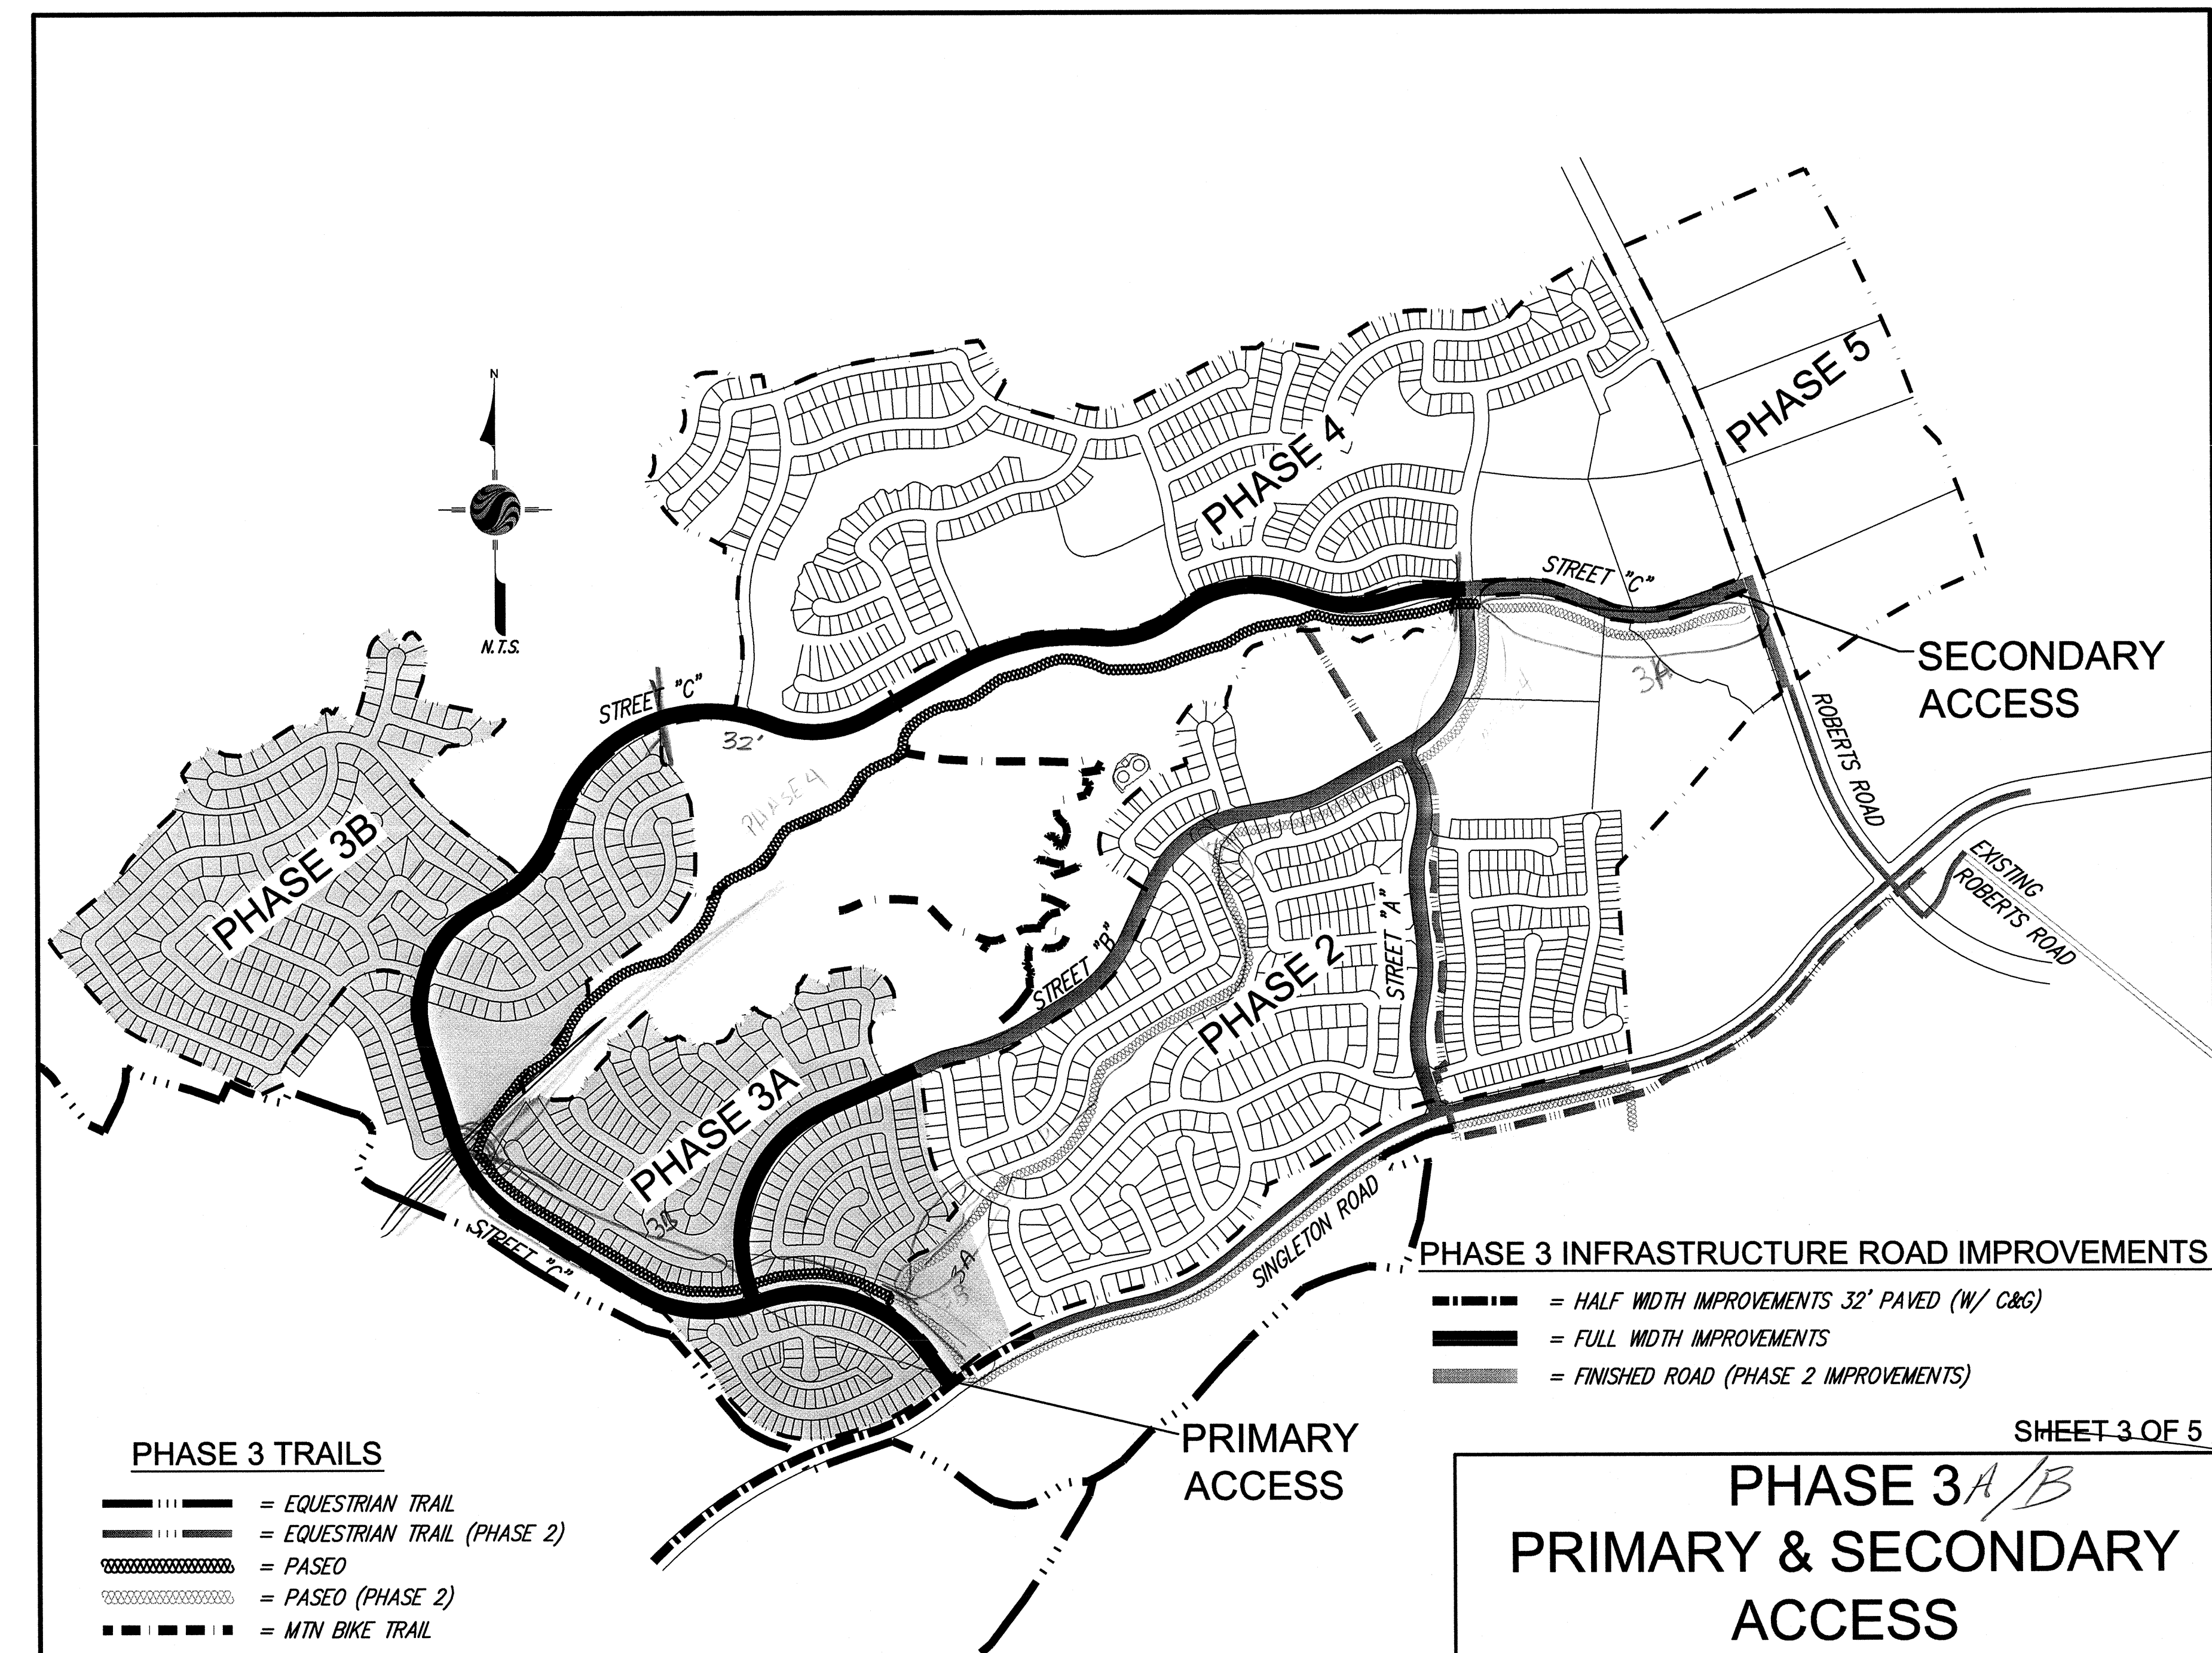 N
N.T.S.
PHASE 5
PHASE 4
STREET "C"
SECONDARY
ACCESS
3A
ROBERTS ROAD
STREET "C"
32'
PHASE 4
PHASE 3B
EXISTING
ROBERTS ROAD
STREET "B"
STREET "A"
PHASE 2
PHASE 3A
STREET "C"
3A
SINGLETON ROAD
PRIMARY
ACCESS
PHASE 3 INFRASTRUCTURE ROAD IMPROVEMENTS
= HALF WIDTH IMPROVEMENTS 32' PAVED (W/ C&G)
= FULL WIDTH IMPROVEMENTS
= FINISHED ROAD (PHASE 2 IMPROVEMENTS)
PHASE 3 TRAILS
= EQUESTRIAN TRAIL
= EQUESTRIAN TRAIL (PHASE 2)
= PASEO
= PASEO (PHASE 2)
= MTN BIKE TRAIL
SHEET 3 OF 5
PHASE 3 A/B
PRIMARY & SECONDARY
ACCESS